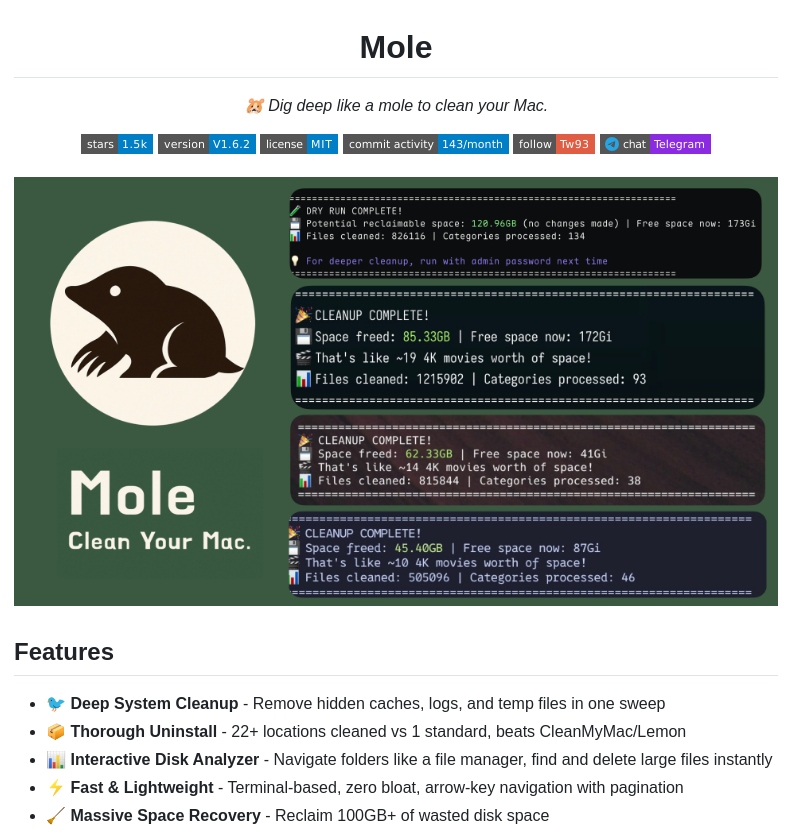 Mole
🐹 Dig deep like a mole to clean your Mac.
stars 1.5k version V1.6.2 license MIT commit activity 143/month follow Tw93 chat Telegram
====================================================================
🧪 DRY RUN COMPLETE!
💾 Potential reclaimable space: 120.96GB (no changes made) | Free space now: 173Gi
📊 Files cleaned: 826116 | Categories processed: 134
💡 For deeper cleanup, run with admin password next time
====================================================================
====================================================================
🎉 CLEANUP COMPLETE!
💾 Space freed: 85.33GB | Free space now: 172Gi
🎬 That's like ~19 4K movies worth of space!
📊 Files cleaned: 1215902 | Categories processed: 93
====================================================================
====================================================================
🎉 CLEANUP COMPLETE!
💾 Space freed: 62.33GB | Free space now: 41Gi
🎬 That's like ~14 4K movies worth of space!
📊 Files cleaned: 815844 | Categories processed: 38
====================================================================
====================================================================
🎉 CLEANUP COMPLETE!
💾 Space freed: 45.40GB | Free space now: 87Gi
🎬 That's like ~10 4K movies worth of space!
📊 Files cleaned: 505096 | Categories processed: 46
====================================================================
Mole
Clean Your Mac.
Features
• 🐦 Deep System Cleanup - Remove hidden caches, logs, and temp files in one sweep
• 📦 Thorough Uninstall - 22+ locations cleaned vs 1 standard, beats CleanMyMac/Lemon
• 📊 Interactive Disk Analyzer - Navigate folders like a file manager, find and delete large files instantly
• ⚡ Fast & Lightweight - Terminal-based, zero bloat, arrow-key navigation with pagination
• 🧹 Massive Space Recovery - Reclaim 100GB+ of wasted disk space